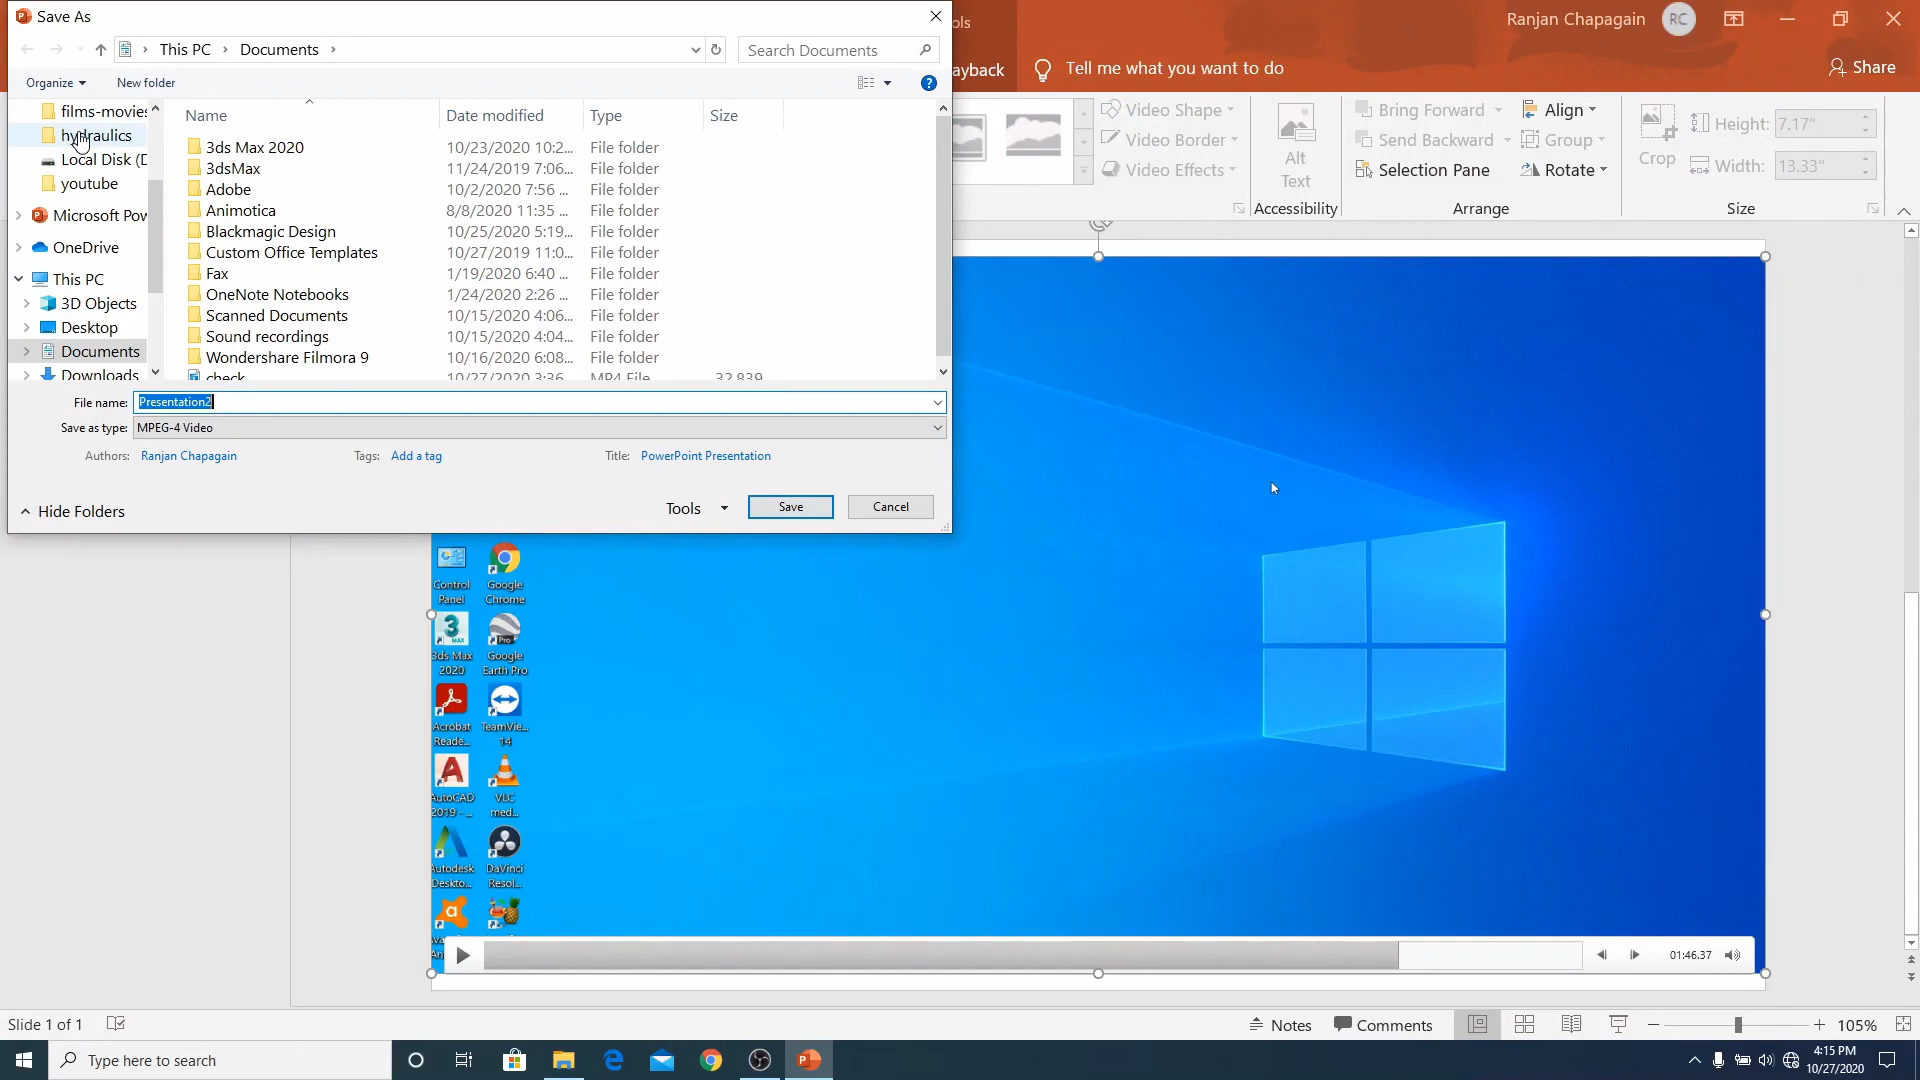 Save As
ols
Ranjan Chapagain
RC
This PC
Documents
Search Documents
ayback
Tell me what you want to do
Share
Organize
New folder
?
films-movies
hydraulics
Local Disk (D
youtube
Microsoft Pow
OneDrive
This PC
3D Objects
Desktop
Documents
Downloads
Name
Date modified
Type
Size
3ds Max 2020
10/23/2020 10:2...
File folder
3dsMax
11/24/2019 7:06...
File folder
Adobe
10/2/2020 7:56 ...
File folder
Animotica
8/8/2020 11:35 ...
File folder
Blackmagic Design
10/25/2020 5:19...
File folder
Custom Office Templates
10/27/2019 11:0...
File folder
Fax
1/19/2020 6:40 ...
File folder
OneNote Notebooks
1/24/2020 2:26 ...
File folder
Scanned Documents
10/15/2020 4:06...
File folder
Sound recordings
10/15/2020 4:04...
File folder
Wondershare Filmora 9
10/16/2020 6:08...
File folder
check
10/27/2020 3:36
MP4 File
32,839
File name:
Presentation2
Save as type:
MPEG-4 Video
Authors:
Ranjan Chapagain
Tags:
Add a tag
Title:
PowerPoint Presentation
Hide Folders
Tools
Save
Cancel
Video Shape
Video Border
Video Effects
Alt
Text
Accessibility
Bring Forward
Send Backward
Selection Pane
Align
Group
Rotate
Arrange
Crop
Height:
7.17"
Width:
13.33"
Size
Control
Panel
Google
Chrome
3ds Max
2020
Google
Earth Pro
Acrobat
Reade...
TeamVie...
14
AutoCAD
2019 - ...
VLC
med...
Autodesk
Deskto...
DaVinci
Resol...
01:46.37
Slide 1 of 1
Notes
Comments
105%
Type here to search
4:15 PM
10/27/2020